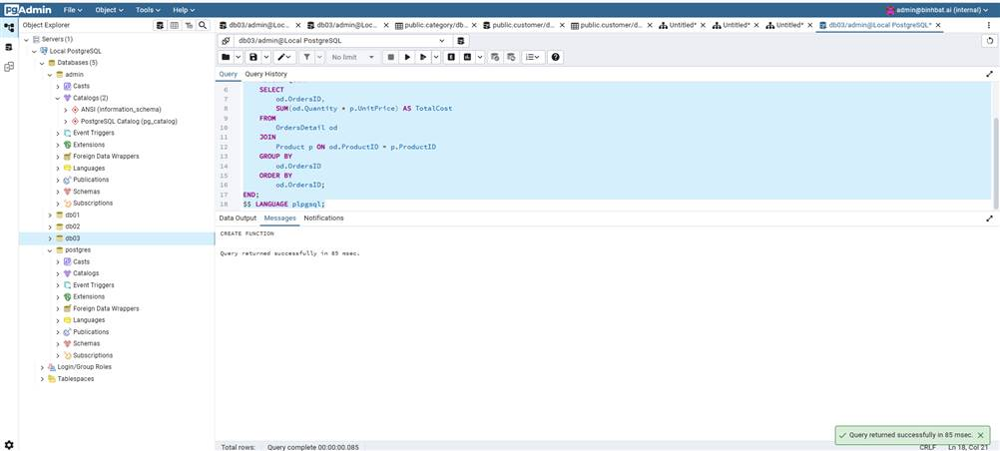 pgAdmin File Object Tools Help admin@binhbat.ai (internal)
Object Explorer
db03/admin@Loc... db03/admin@Loc... public.category/db... public.customer/d... public.customer/d... Untitled* Untitled* Untitled* db03/admin@Local PostgreSQL*
Servers (1)
Local PostgreSQL
Databases (5)
admin
Casts
Catalogs (2)
ANSI (information_schema)
PostgreSQL Catalog (pg_catalog)
Event Triggers
Extensions
Foreign Data Wrappers
Languages
Publications
Schemas
Subscriptions
db01
db02
db03
postgres
Casts
Catalogs
Event Triggers
Extensions
Foreign Data Wrappers
Languages
Publications
Schemas
Subscriptions
Login/Group Roles
Tablespaces
db03/admin@Local PostgreSQL
No limit
Query Query History
6 SELECT
7 od.OrdersID,
8 SUM(od.Quantity * p.UnitPrice) AS TotalCost
9 FROM
10 OrdersDetail od
11 JOIN
12 Product p ON od.ProductID = p.ProductID
13 GROUP BY
14 od.OrdersID
15 ORDER BY
16 od.OrdersID;
17 END;
18 $$ LANGUAGE plpgsql;
Data Output Messages Notifications
CREATE FUNCTION
Query returned successfully in 85 msec.
Query returned successfully in 85 msec.
Total rows: Query complete 00:00:00.085 CRLF Ln 18, Col 21